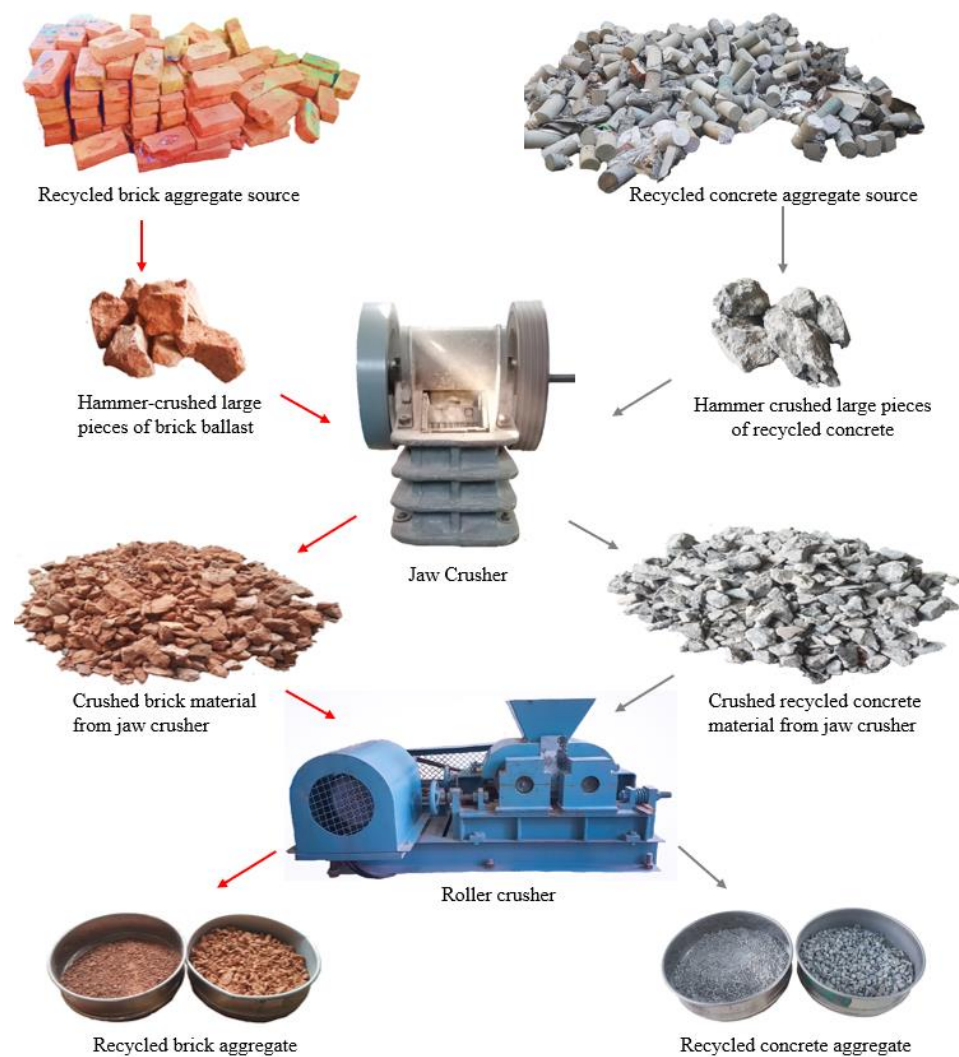 Recycled brick aggregate source
Recycled concrete aggregate source
Hammer-crushed large
pieces of brick ballast
Hammer crushed large pieces
of recycled concrete
Jaw Crusher
Crushed brick material
from jaw crusher
Crushed recycled concrete
material from jaw crusher
Roller crusher
Recycled brick aggregate
Recycled concrete aggregate